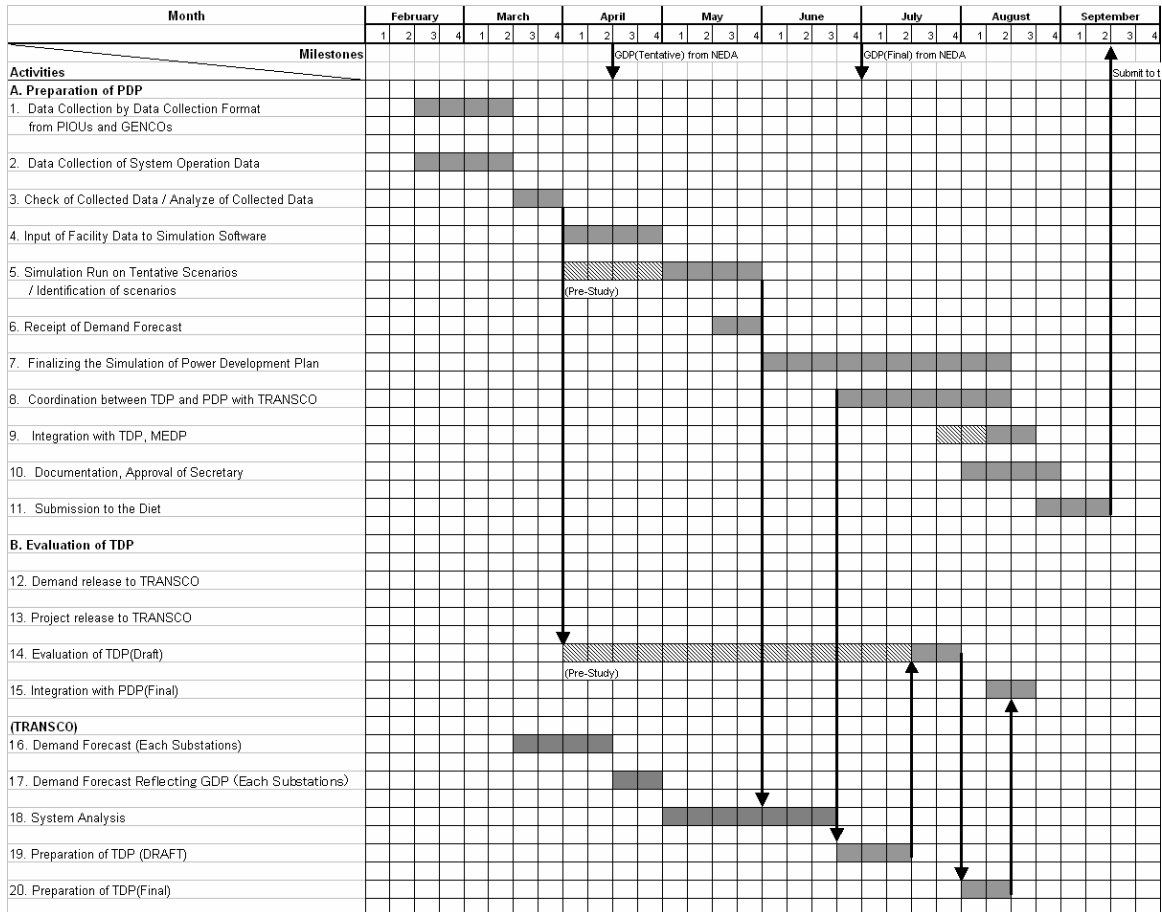 Month February March April May June July August September
1 2 3 4 1 2 3 4 1 2 3 4 1 2 3 4 1 2 3 4 1 2 3 4 1 2 3 4 1 2 3 4
Milestones GDP(Tentative) from NEDA GDP(Final) from NEDA
Activities Submit to t
A. Preparation of PDP
1. Data Collection by Data Collection Format
from PIOUs and GENCOs
2. Data Collection of System Operation Data
3. Check of Collected Data / Analyze of Collected Data
4. Input of Facility Data to Simulation Software
5. Simulation Run on Tentative Scenarios
/ Identification of scenarios (Pre-Study)
6. Receipt of Demand Forecast
7. Finalizing the Simulation of Power Development Plan
8. Coordination between TDP and PDP with TRANSCO
9. Integration with TDP, MEDP
10. Documentation, Approval of Secretary
11. Submission to the Diet
B. Evaluation of TDP
12. Demand release to TRANSCO
13. Project release to TRANSCO
14. Evaluation of TDP(Draft)
(Pre-Study)
15. Integration with PDP(Final)
(TRANSCO)
16. Demand Forecast (Each Substations)
17. Demand Forecast Reflecting GDP (Each Substations)
18. System Analysis
19. Preparation of TDP (DRAFT)
20. Preparation of TDP(Final)